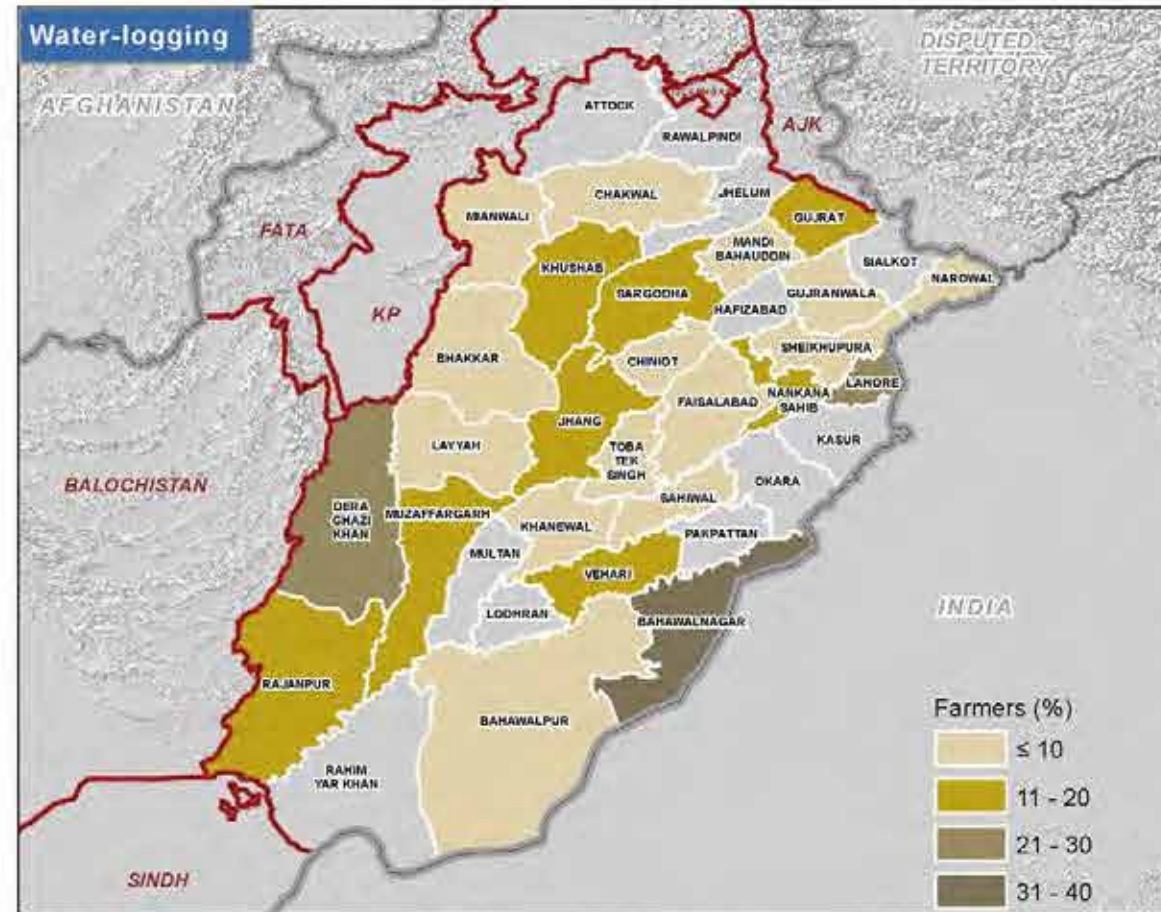 Water-logging
DISPUTED
TERRITORY
AFGHANISTAN
ATTOCK
RAWALPINDI
AJK
CHAKWAL
JHELUM
MIANWALI
GUJRAT
FATA
MANDI
BAHAUDDIN
SIALKOT
KHUSHAB
NAROWAL
SARGODHA
GUJRANWALA
HAFIZABAD
KP
BHAKKAR
CHINIOT
SHEIKHUPURA
LAHORE
FAISALABAD
NANKANA
SAHIB
JHANG
LAYYAH
TOBA
TEK
SINGH
KASUR
BALOCHISTAN
OKARA
SAHIWAL
DERA
GHAZI
KHAN
MUZAFFARGARH
KHANEWAL
PAKPATTAN
MULTAN
VEHARI
LODHRAN
BAHAWALNAGAR
INDIA
RAJANPUR
BAHAWALPUR
RAHIM
YAR KHAN
SINDH
Farmers (%)
≤ 10
11 - 20
21 - 30
31 - 40